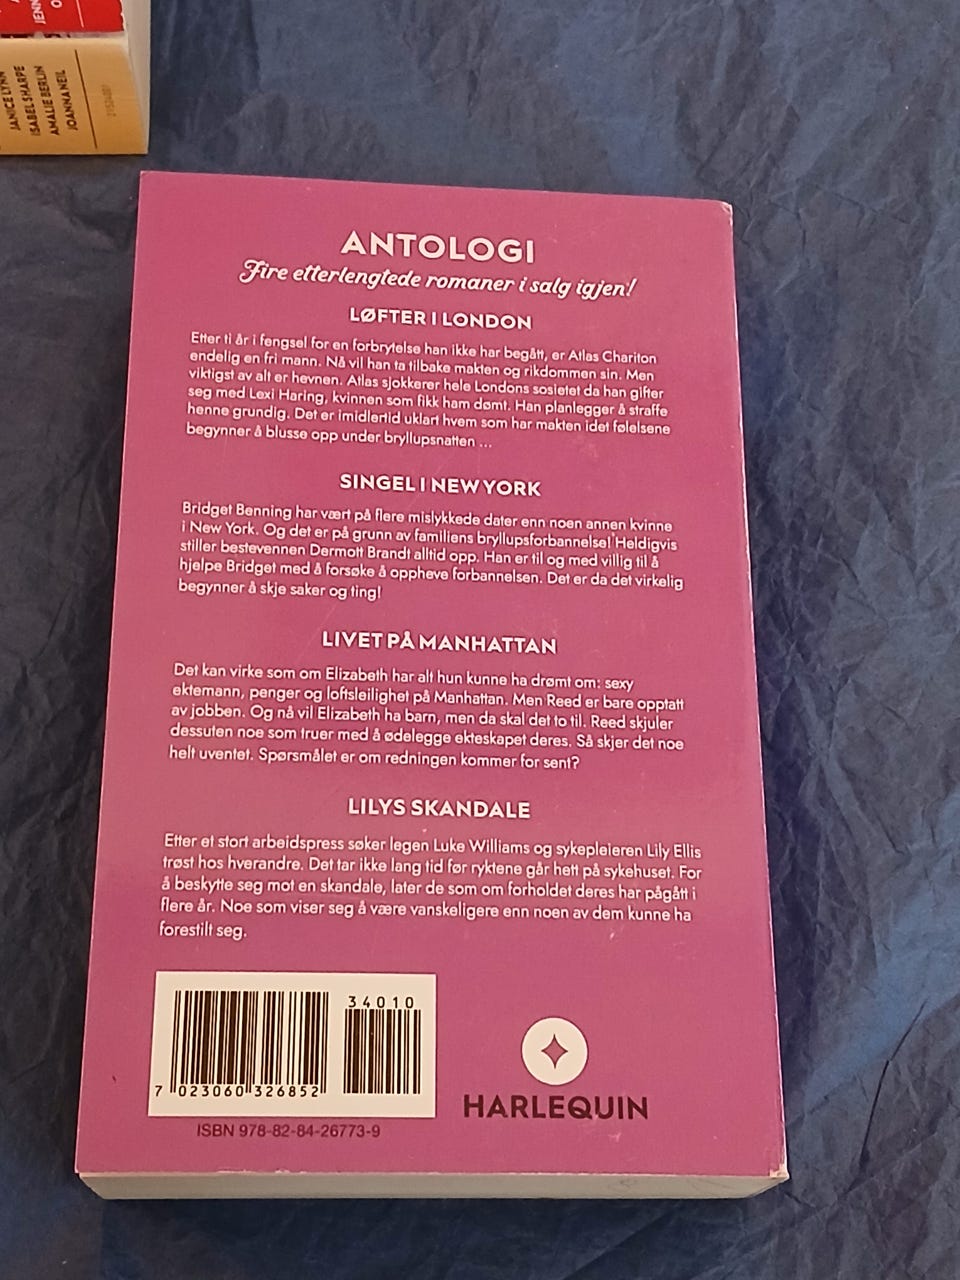 JANICE LYNN
ISABEL SHARPE
AMALIE BERLIN
JOANNA NEIL
ANTOLOGI
Fire etterlengtede romaner i salg igjen!
LØFTER I LONDON
Etter ti år i fengsel for en forbrytelse han ikke har begått, er Atlas Chariton
endelig en fri mann. Nå vil han ta tilbake makten og rikdommen sin. Men
viktigst av alt er hevnen. Atlas sjokkerer hele Londons sosietet da han gifter
seg med Lexi Haring, kvinnen som fikk ham dømt. Han planlegger å straffe
henne grundig. Det er imidlertid uklart hvem som har makten idet følelsene
begynner å blusse opp under bryllupsnatten ...
SINGEL I NEW YORK
Bridget Benning har vært på flere mislykkede dater enn noen annen kvinne
i New York. Og det er på grunn av familiens bryllupsforbannelse! Heldigvis
stiller bestevennen Dermott Brandt alltid opp. Han er til og med villig til å
hjelpe Bridget med å forsøke å oppheve forbannelsen. Det er da det virkelig
begynner å skje saker og ting!
LIVET PÅ MANHATTAN
Det kan virke som om Elizabeth har alt hun kunne ha drømt om: sexy
ektemann, penger og loftsleilighet på Manhattan. Men Reed er bare opptatt
av jobben. Og nå vil Elizabeth ha barn, men da skal det to til. Reed skjuler
dessuten noe som truer med å ødelegge ekteskapet deres. Så skjer det noe
helt uventet. Spørsmålet er om redningen kommer for sent?
LILYS SKANDALE
Etter et stort arbeidspress søker legen Luke Williams og sykepleieren Lily Ellis
trøst hos hverandre. Det tar ikke lang tid før ryktene går hett på sykehuset. For
å beskytte seg mot en skandale, later de som om forholdet deres har pågått i
flere år. Noe som viser seg å være vanskeligere enn noen av dem kunne ha
forestilt seg.
34010
7 023060 326852
ISBN 978-82-84-26773-9
HARLEQUIN